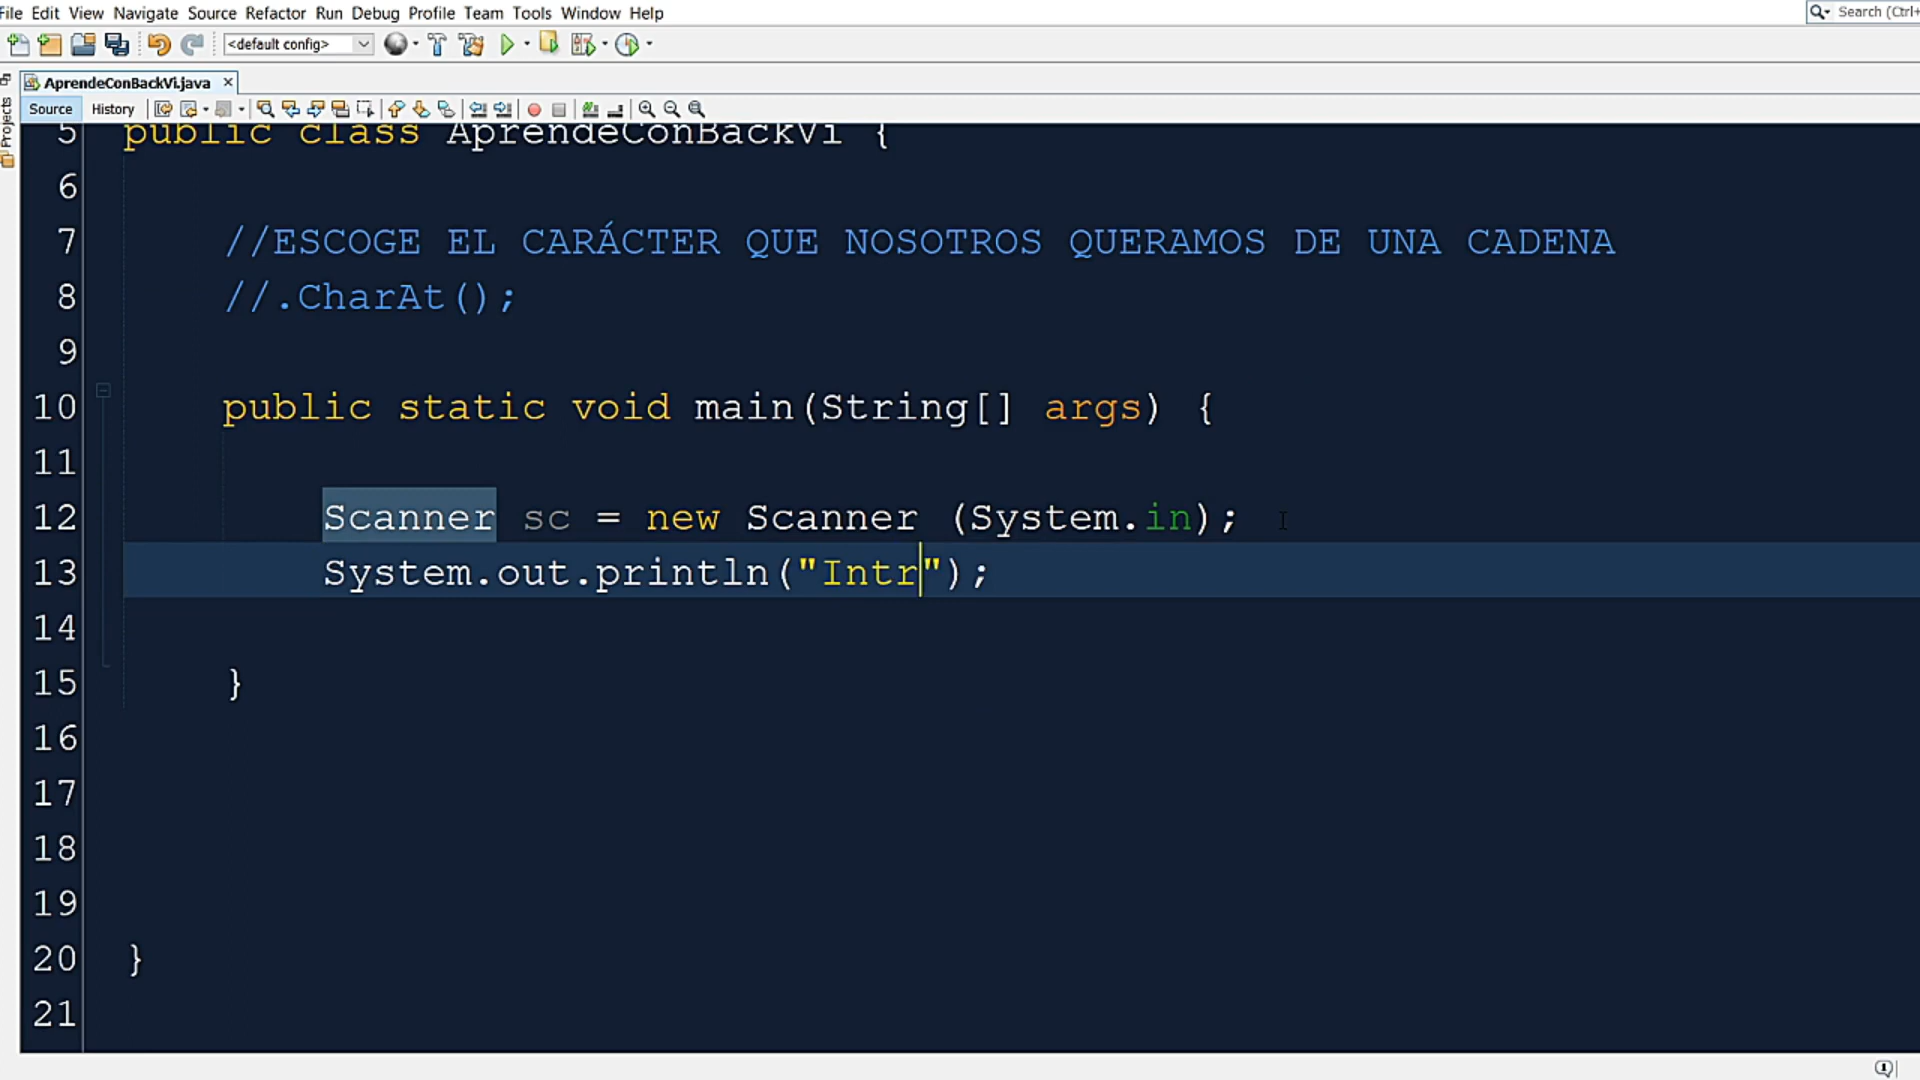 File Edit View Navigate Source Refactor Run Debug Profile Team Tools Window Help
Search (Ctrl+
<default config>
AprendeConBackVi.java
Projects
Source History
5 public class AprendeConBackVi {
6
7 //ESCOGE EL CARÁCTER QUE NOSOTROS QUERAMOS DE UNA CADENA
8 //.CharAt();
9
10 public static void main(String[] args) {
11
12 Scanner sc = new Scanner (System.in);
13 System.out.println("Intr");
14
15 }
16
17
18
19
20 }
21